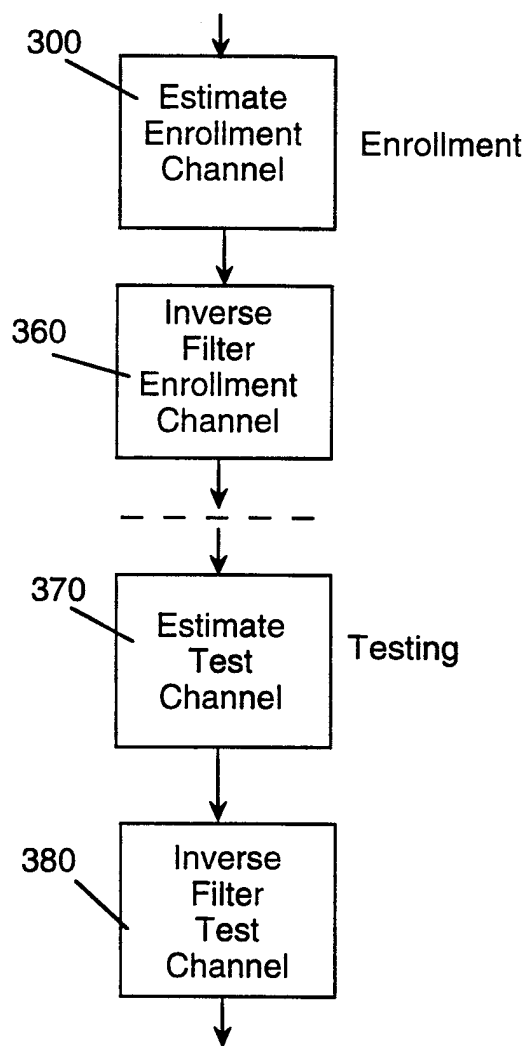 300
Estimate
Enrollment
Channel
Enrollment
360
Inverse
Filter
Enrollment
Channel
370
Estimate
Test
Channel
Testing
380
Inverse
Filter
Test
Channel